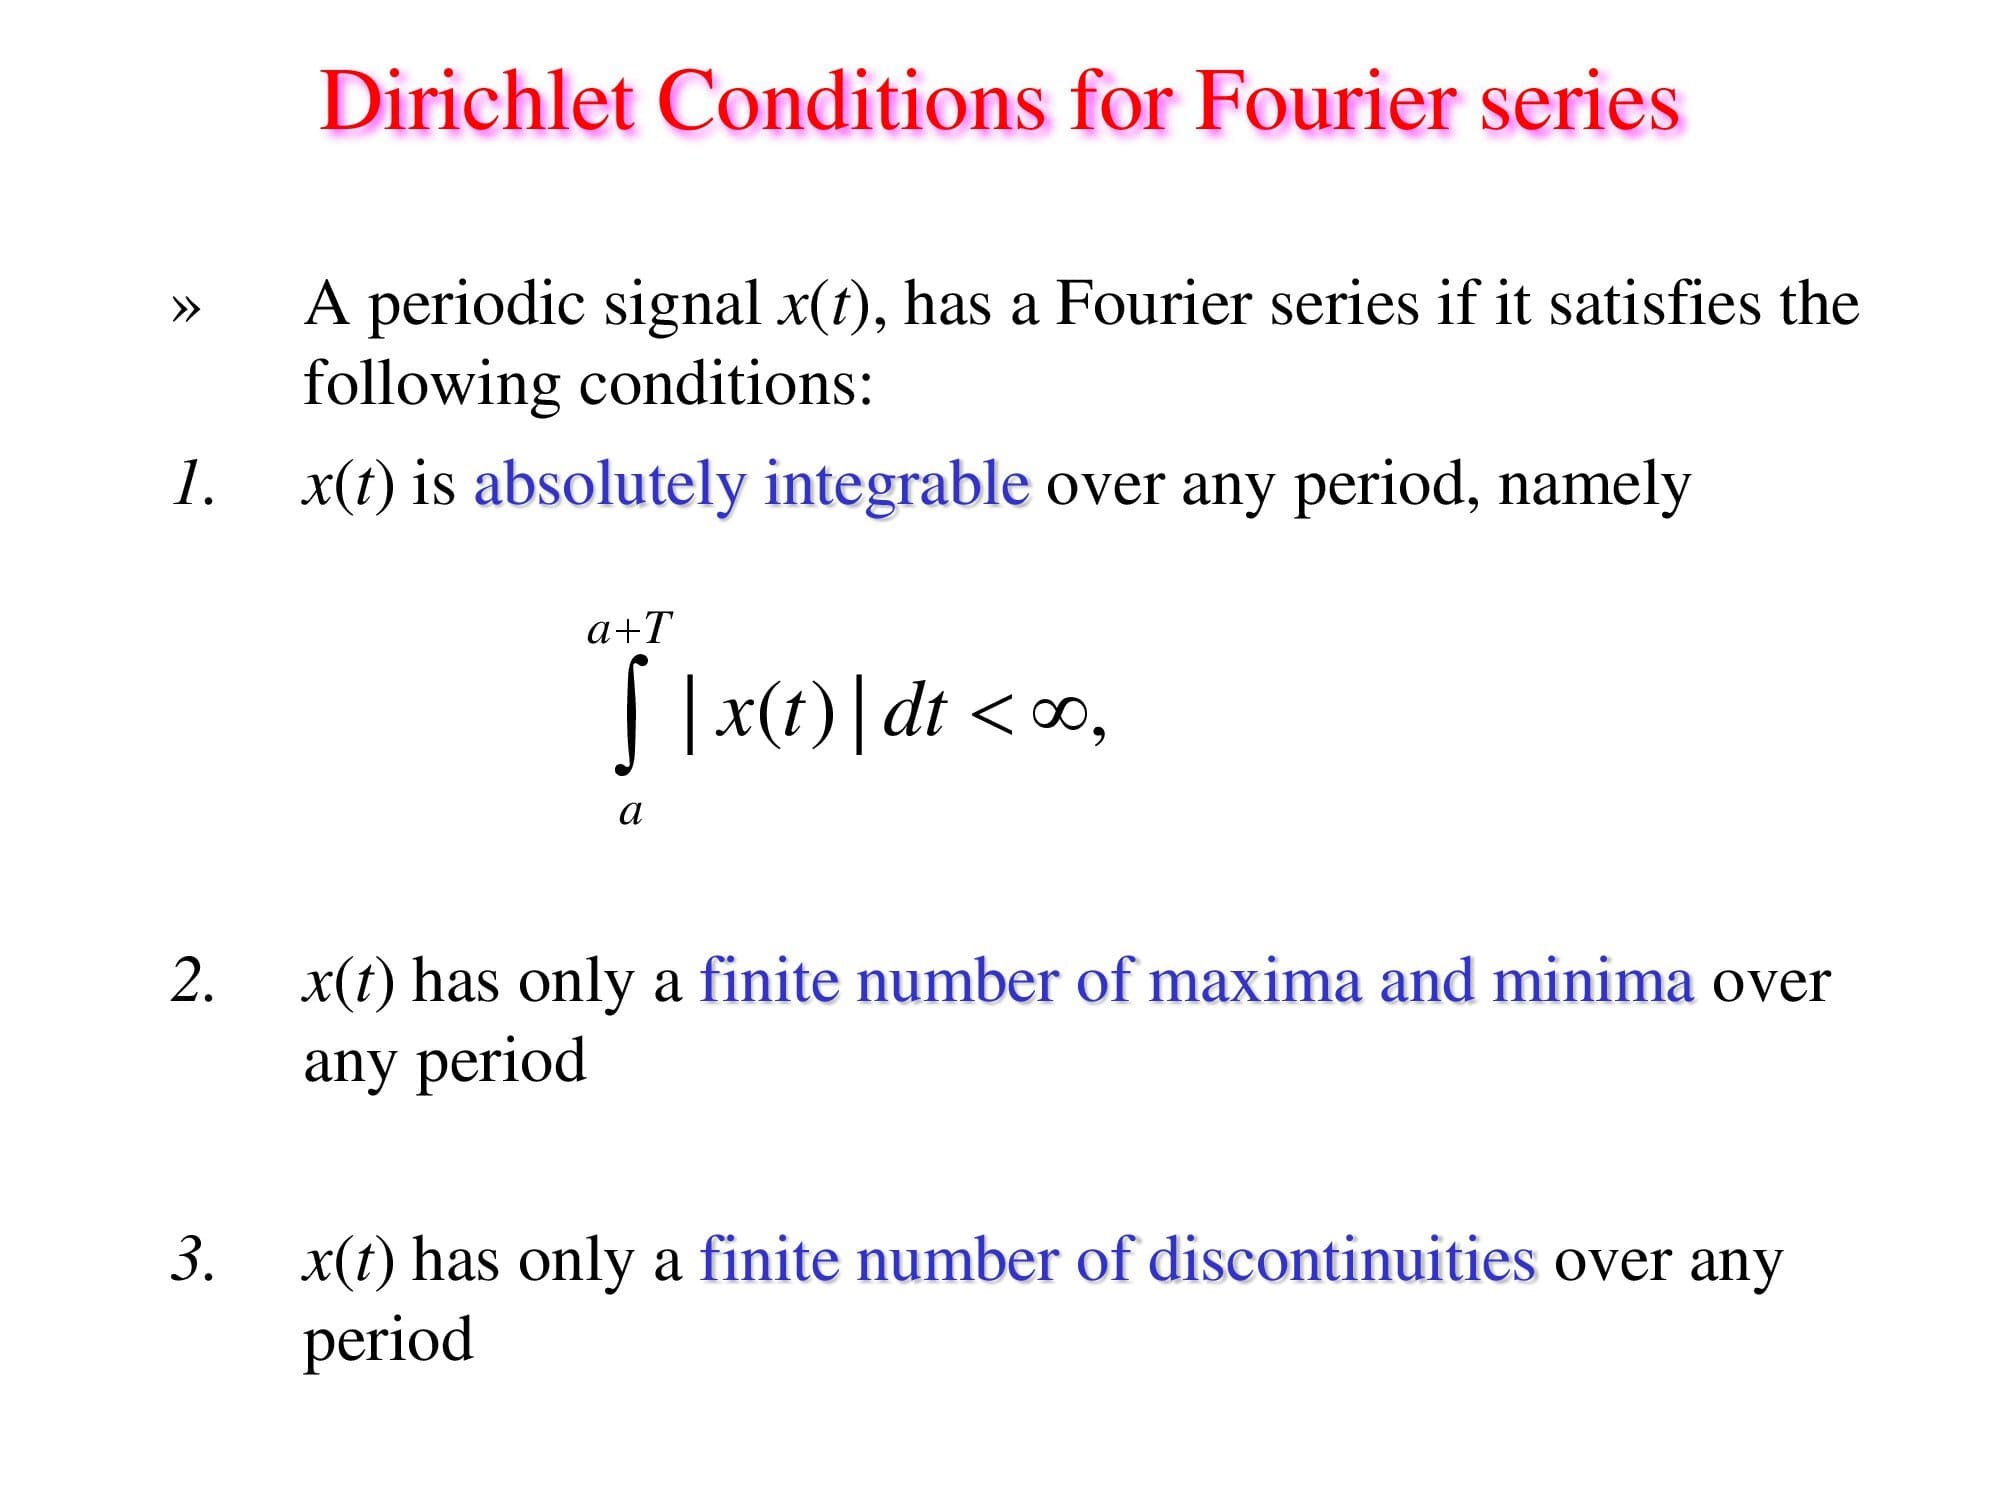 Dirichlet Conditions for Fourier series
» A periodic signal x(t), has a Fourier series if it satisfies the
following conditions:
1. x(t) is absolutely integrable over any period, namely
a+T
∫ | x(t) | dt < ∞,
a
2. x(t) has only a finite number of maxima and minima over
any period
3. x(t) has only a finite number of discontinuities over any
period